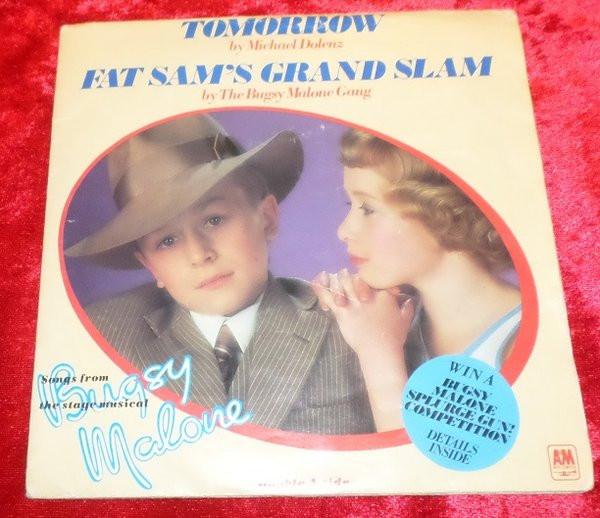 TOMORROW
by Michael Dolenz
FAT SAM'S GRAND SLAM
by The Bugsy Malone Gang
Songs from
the stage musical
Bugsy
Malone
WIN A
BUGSY
MALONE
SPLURGE GUN!
COMPETITION
DETAILS
INSIDE
A&M
RECORDS